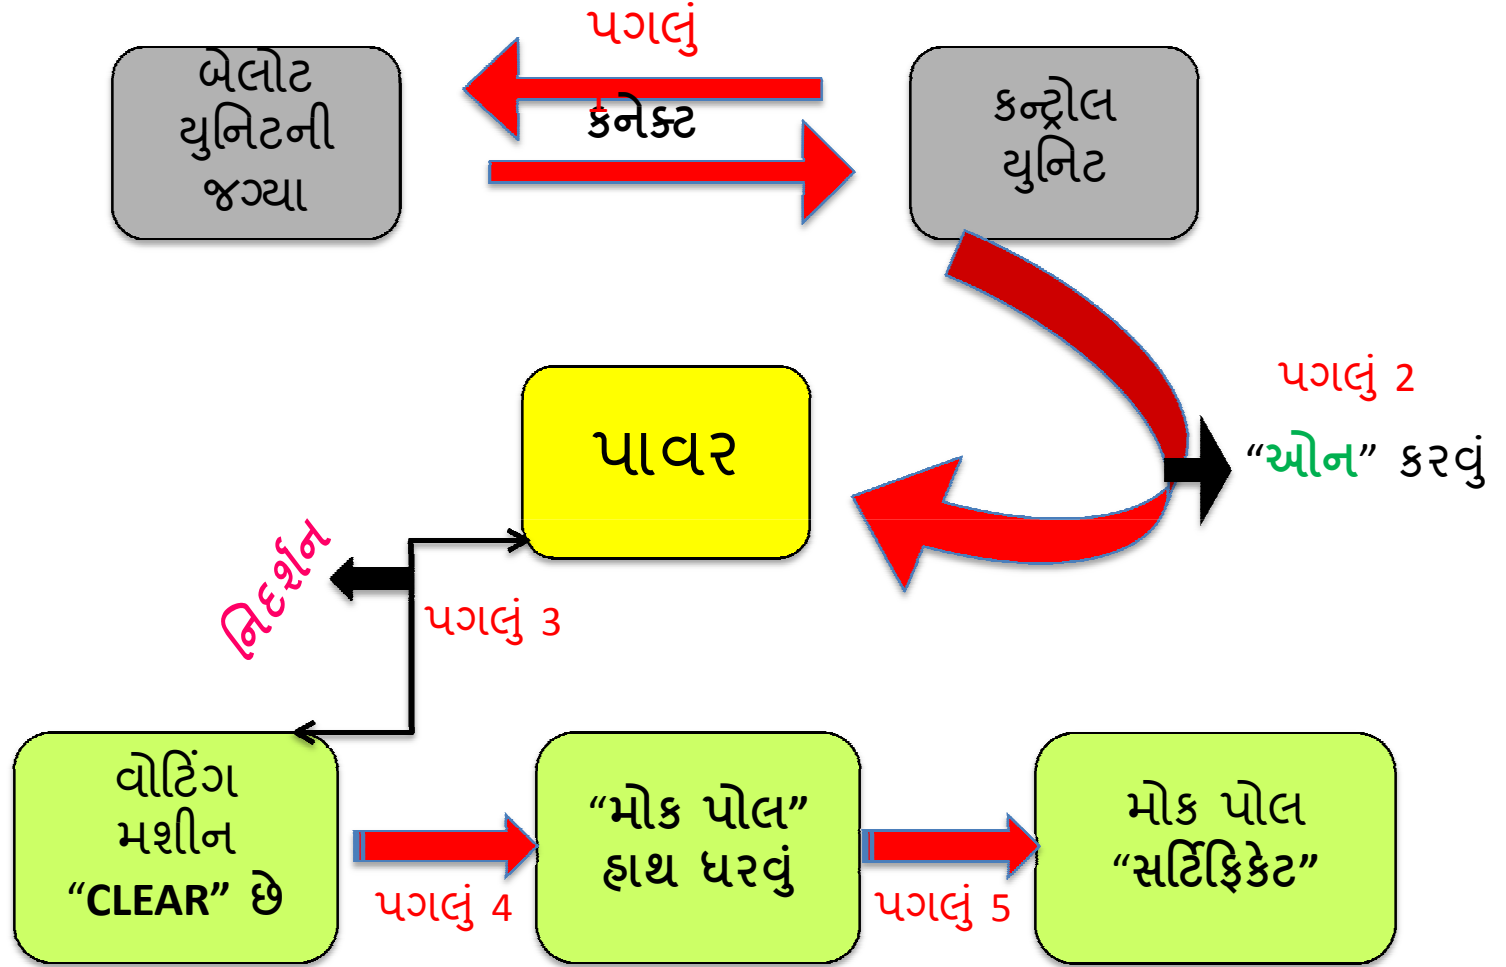 પગલું
1
બેલોટ
યુનિટની
જગ્યા
કનેક્ટ
કન્ટ્રોલ
યુનિટ
પગલું 2
“ઓન” કરવું
પાવર
નિદર્શન
પગલું 3
વોટિંગ
મશીન
“CLEAR” છે
પગલું 4
“મોક પોલ”
હાથ ધરવું
પગલું 5
મોક પોલ
“સર્ટિફિકેટ”